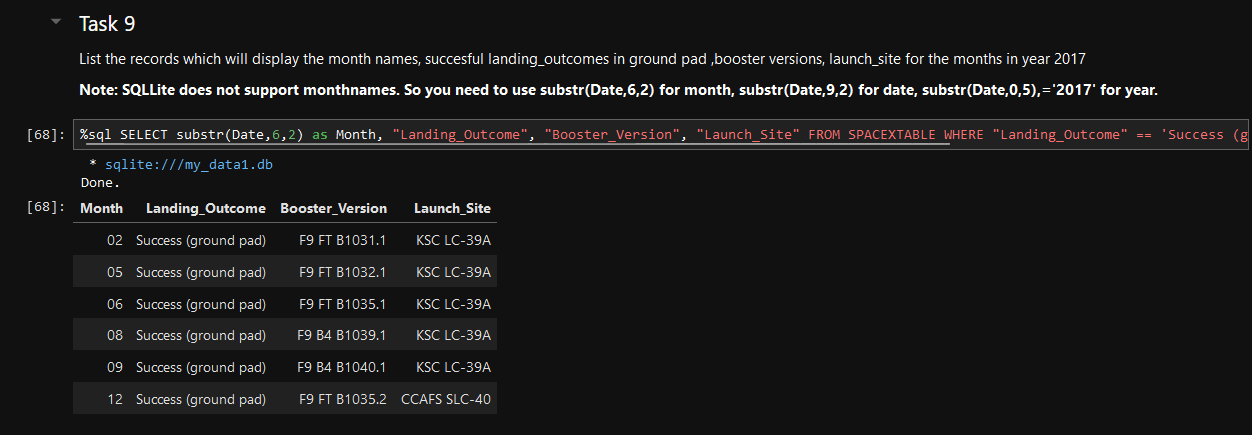 Task 9
List the records which will display the month names, succesful landing_outcomes in ground pad ,booster versions, launch_site for the months in year 2017
Note: SQLLite does not support monthnames. So you need to use substr(Date,6,2) for month, substr(Date,9,2) for date, substr(Date,0,5),='2017' for year.
[68]: %sql SELECT substr(Date,6,2) as Month, "Landing_Outcome", "Booster_Version", "Launch_Site" FROM SPACEXTABLE WHERE "Landing_Outcome" == 'Success (g
* sqlite:///my_data1.db
Done.
[68]: Month Landing_Outcome Booster_Version Launch_Site
02 Success (ground pad) F9 FT B1031.1 KSC LC-39A
05 Success (ground pad) F9 FT B1032.1 KSC LC-39A
06 Success (ground pad) F9 FT B1035.1 KSC LC-39A
08 Success (ground pad) F9 B4 B1039.1 KSC LC-39A
09 Success (ground pad) F9 B4 B1040.1 KSC LC-39A
12 Success (ground pad) F9 FT B1035.2 CCAFS SLC-40